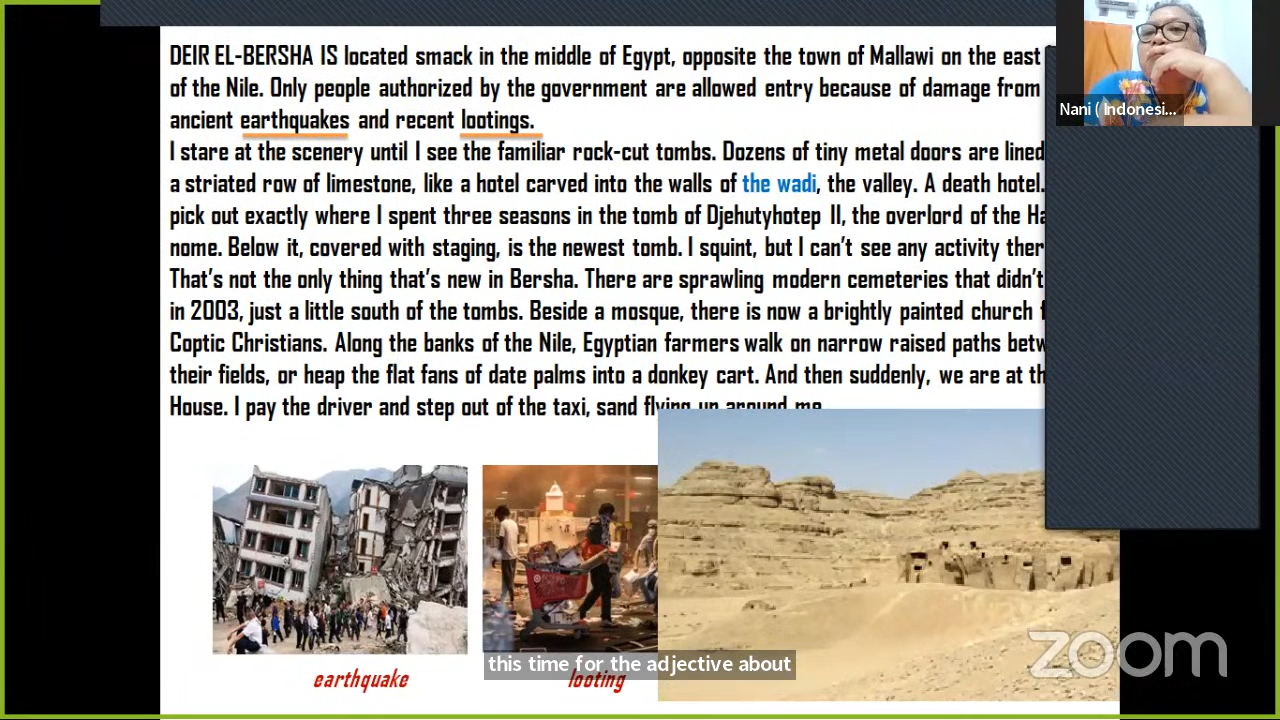 DEIR EL-BERSHA IS located smack in the middle of Egypt, opposite the town of Mallawi on the east
of the Nile. Only people authorized by the government are allowed entry because of damage from
ancient earthquakes and recent lootings.
I stare at the scenery until I see the familiar rock-cut tombs. Dozens of tiny metal doors are lined
a striated row of limestone, like a hotel carved into the walls of the wadi, the valley. A death hotel.
pick out exactly where I spent three seasons in the tomb of Djehutyhotep II, the overlord of the
nome. Below it, covered with staging, is the newest tomb. I squint, but I can't see any activity
That's not the only thing that's new in Bersha. There are sprawling modern cemeteries that didn't
in 2003, just a little south of the tombs. Beside a mosque, there is now a brightly painted church
Coptic Christians. Along the banks of the Nile, Egyptian farmers walk on narrow raised paths
their fields, or heap the flat fans of date palms into a donkey cart. And then suddenly, we are at
House. I pay the driver and step out of the taxi, sand flying up around me
Nani ( Indonesi...
this time for the adjective about
earthquake
looting
zoom